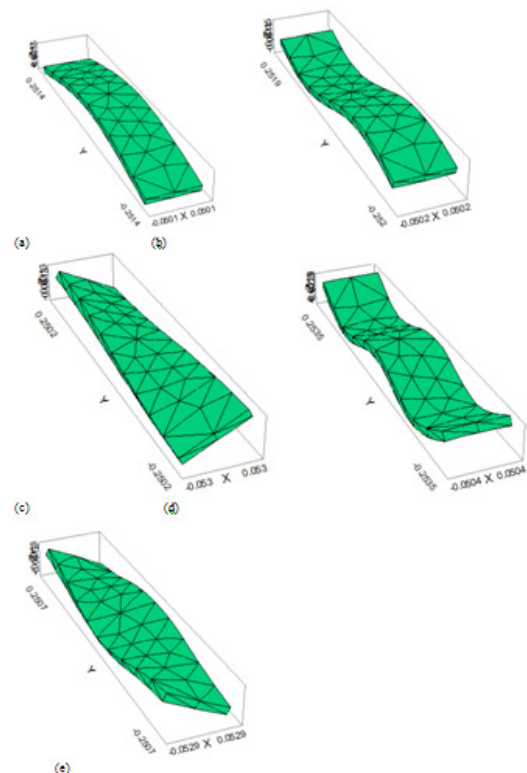 0.2514
Y
-0.2514
-0.0501 X 0.0501
(a)
0.2519
Y
-0.252
-0.0502 X 0.0502
(b)
0.2502
Y
-0.2502
-0.053 X 0.053
(c)
0.2535
Y
-0.2535
-0.0504 X 0.0504
(d)
0.2507
Y
-0.2507
-0.0529 X 0.0529
(e)